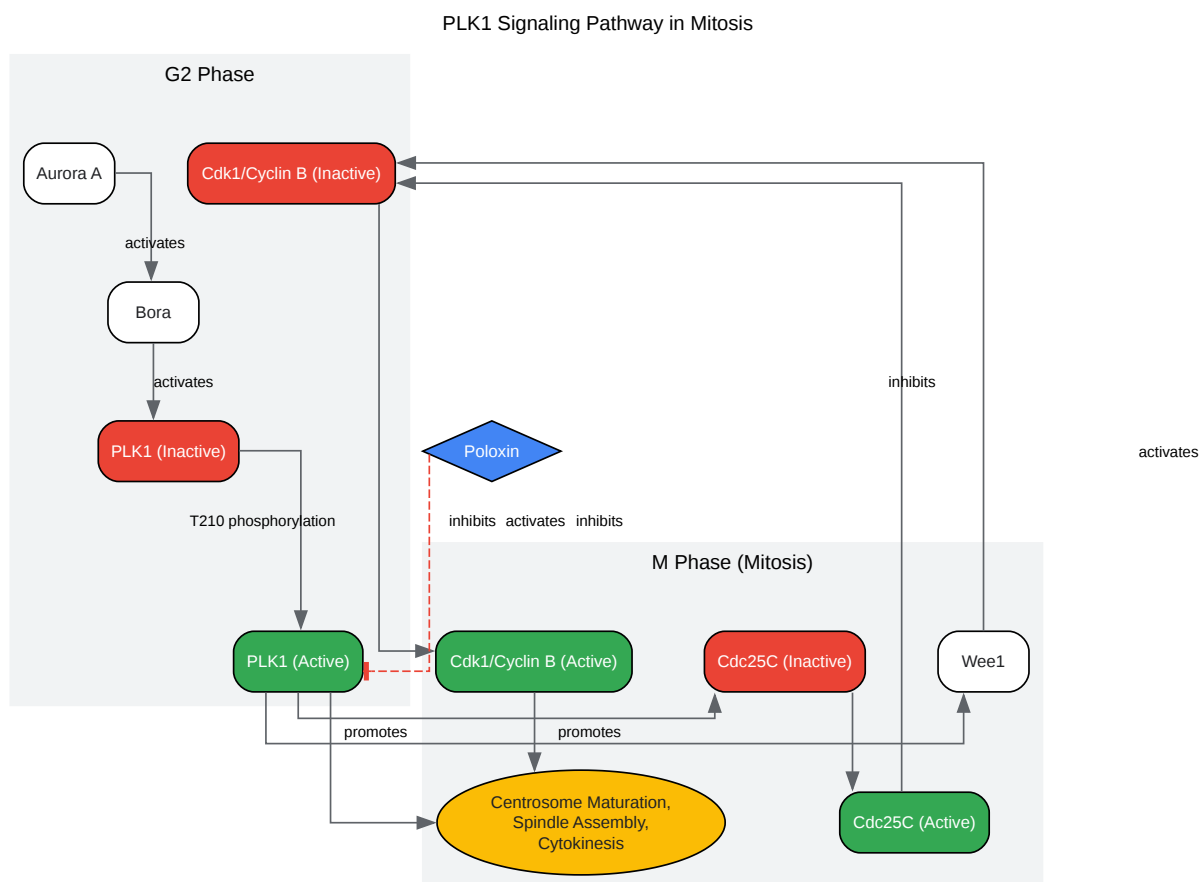 PLK1 Signaling Pathway in Mitosis
G2 Phase
Aurora A
Cdk1/Cyclin B (Inactive)
activates
Bora
activates
inhibits
PLK1 (Inactive)
Poloxin
activates
T210 phosphorylation
inhibits activates inhibits
M Phase (Mitosis)
PLK1 (Active)
Cdk1/Cyclin B (Active)
Cdc25C (Inactive)
Wee1
promotes
promotes
Centrosome Maturation,
Spindle Assembly,
Cytokinesis
Cdc25C (Active)